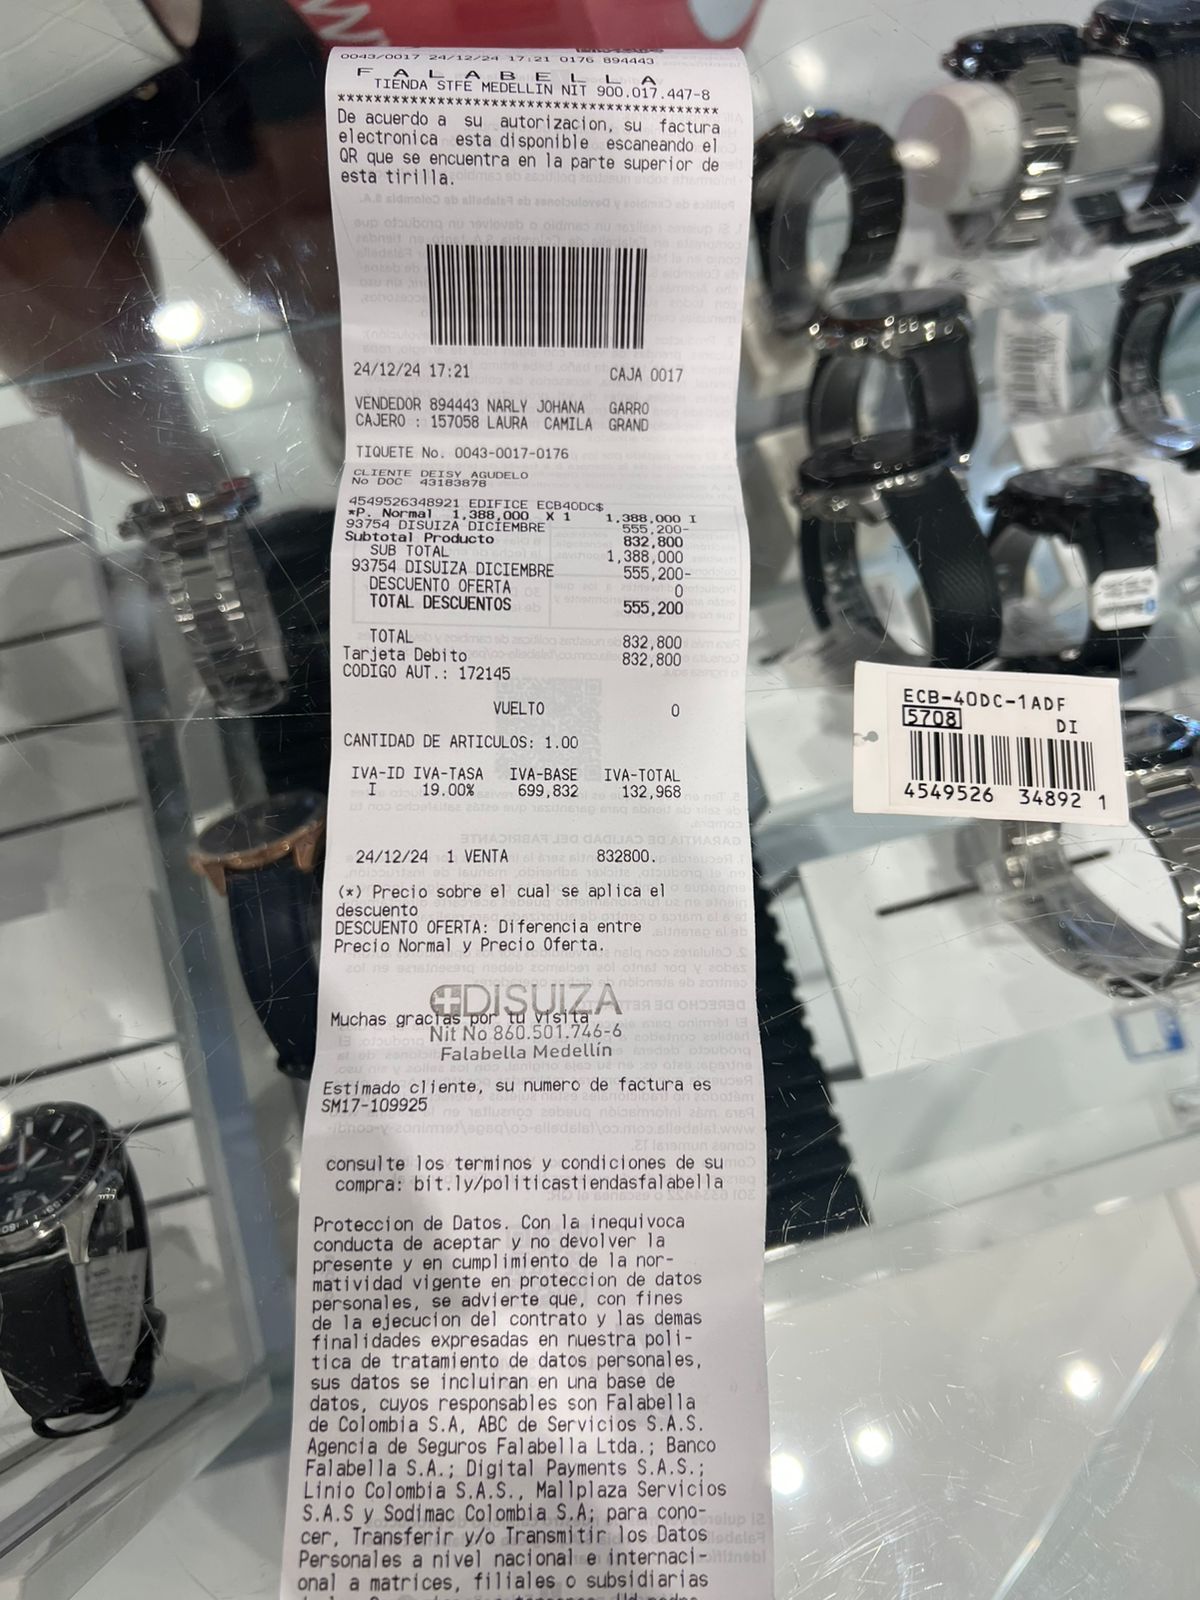 0043/0017 24/12/24 17:21 0176 894443
FALABELLA
TIENDA STFE MEDELLIN NIT 900.017.447-8
******************************************
De acuerdo a su autorizacion, su factura
electronica esta disponible escaneando el
QR que se encuentra en la parte superior de
esta tirilla.
24/12/24 17:21 CAJA 0017
VENDEDOR 894443 NARLY JOHANA GARRO
CAJERO : 157058 LAURA CAMILA GRAND
TIQUETE No. 0043-0017-0176
CLIENTE DEISY AGUDELO
No DOC 43183878
4549526348921 EDIFICE ECB40DC$
*P. Normal 1,388,000 X 1 1,388,000 I
93754 DISUIZA DICIEMBRE 555,200-
Subtotal Producto 832,800
SUB TOTAL 1,388,000
93754 DISUIZA DICIEMBRE 555,200-
DESCUENTO OFERTA 0
TOTAL DESCUENTOS 555,200
TOTAL 832,800
Tarjeta Debito 832,800
CODIGO AUT.: 172145
VUELTO 0
CANTIDAD DE ARTICULOS: 1.00
IVA-ID IVA-TASA IVA-BASE IVA-TOTAL
I 19.00% 699,832 132,968
24/12/24 1 VENTA 832800.
(*) Precio sobre el cual se aplica el
descuento
DESCUENTO OFERTA: Diferencia entre
Precio Normal y Precio Oferta.
DISUIZA
Muchas gracias por tu visita
Nit No 860.501.746-6
Falabella Medellín
Estimado cliente, su numero de factura es
SM17-109925
consulte los terminos y condiciones de su
compra: bit.ly/politicastiendasfalabella
Proteccion de Datos. Con la inequivoca
conducta de aceptar y no devolver la
presente y en cumplimiento de la nor-
matividad vigente en proteccion de datos
personales, se advierte que, con fines
de la ejecucion del contrato y las demas
finalidades expresadas en nuestra poli-
tica de tratamiento de datos personales,
sus datos se incluiran en una base de
datos, cuyos responsables son Falabella
de Colombia S.A, ABC de Servicios S.A.S.
Agencia de Seguros Falabella Ltda.; Banco
Falabella S.A.; Digital Payments S.A.S.;
Linio Colombia S.A.S., Mallplaza Servicios
S.A.S y Sodimac Colombia S.A; para cono-
cer, Transferir y/o Transmitir los Datos
Personales a nivel nacional e internaci-
onal a matrices, filiales o subsidiarias
ECB-40DC-1ADF
5708 DI
4549526 34892 1